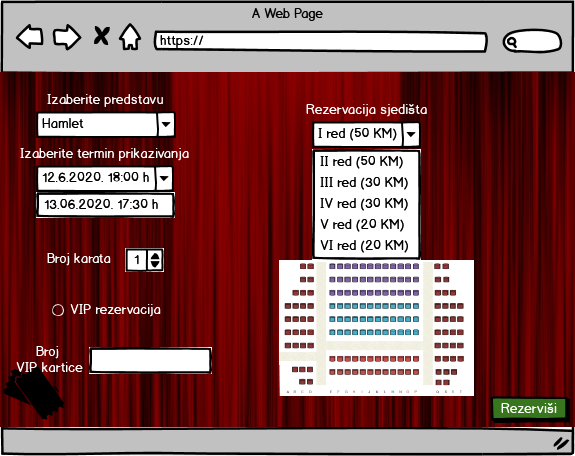 A Web Page
https://
Izaberite predstavu
Hamlet
Izaberite termin prikazivanja
12.6.2020. 18:00 h
13.06.2020. 17:30 h
Broj karata
1
VIP rezervacija
Broj
VIP kartice
Rezervacija sjedišta
I red (50 KM)
II red (50 KM)
III red (30 KM)
IV red (30 KM)
V red (20 KM)
VI red (20 KM)
Rezerviši